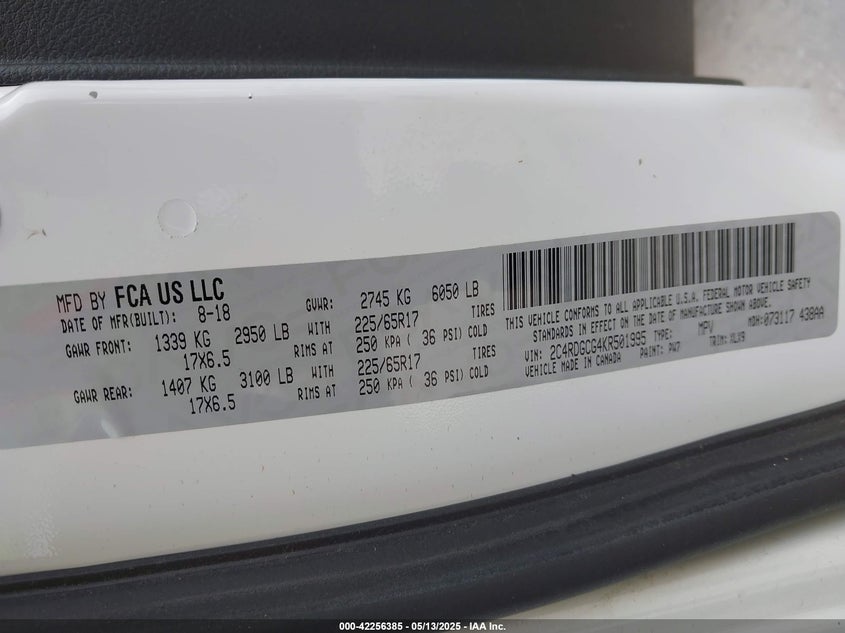 MFD BY FCA US LLC
DATE OF MFR(BUILT): 8-18 GVWR: 2745 KG 6050 LB
GAWR FRONT: 1339 KG 2950 LB WITH 225/65R17 TIRES
17X6.5 RIMS AT 250 KPA ( 36 PSI) COLD
GAWR REAR: 1407 KG 3100 LB WITH 225/65R17 TIRES
17X6.5 RIMS AT 250 KPA ( 36 PSI) COLD
THIS VEHICLE CONFORMS TO ALL APPLICABLE U.S.A. FEDERAL MOTOR VEHICLE SAFETY
STANDARDS IN EFFECT ON THE DATE OF MANUFACTURE SHOWN ABOVE.
VIN: 2C4RDGCG4KR501995 TYPE: MPV MDH: 073117 438AA
VEHICLE MADE IN CANADA PAINT: PW7 TRIM: XLX9
000-42256385 - 05/13/2025 - IAA Inc.